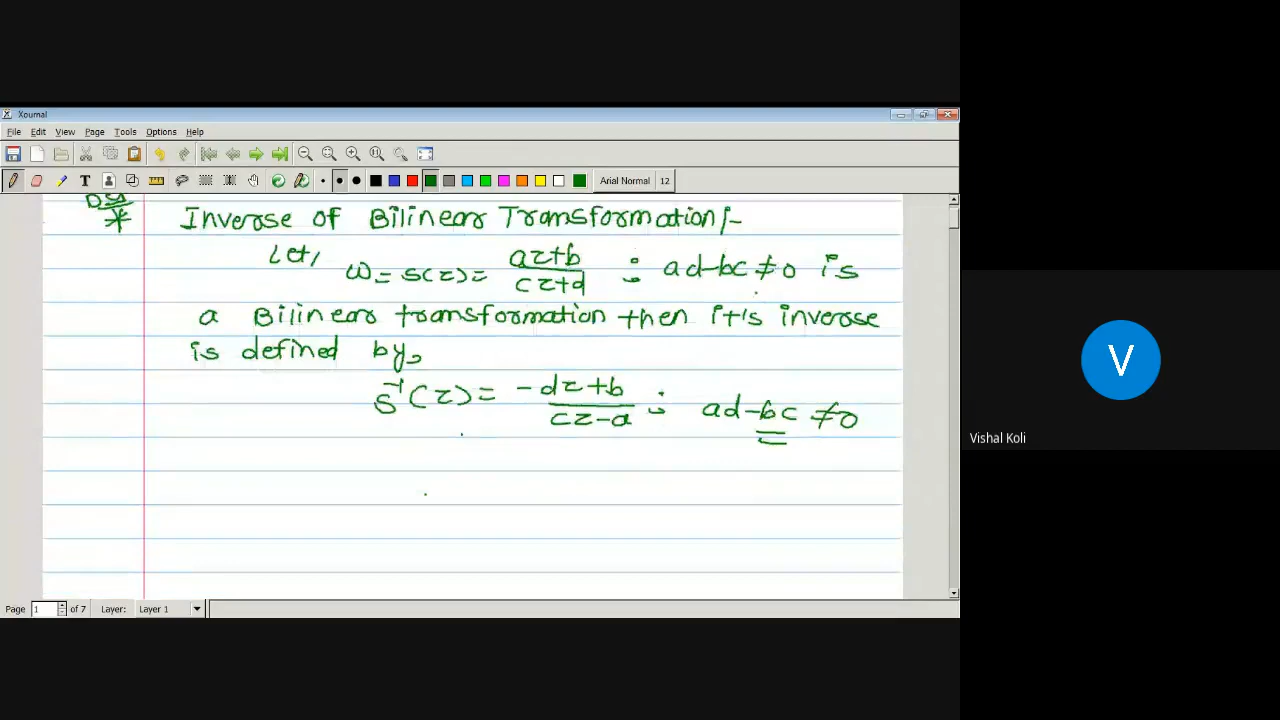 Xournal
File Edit View Page Tools Options Help
Arial Normal 12
Inverse of Bilinear Transformation:-
Let, w = s(z) = az+b / cz+d ; ad-bc ≠ 0 is
a Bilinear transformation then it's inverse
is defined by,
s⁻¹(z) = -dz+b / cz-a ; ad-bc ≠ 0
V
Vishal Koli
Page 1 of 7 Layer: Layer 1